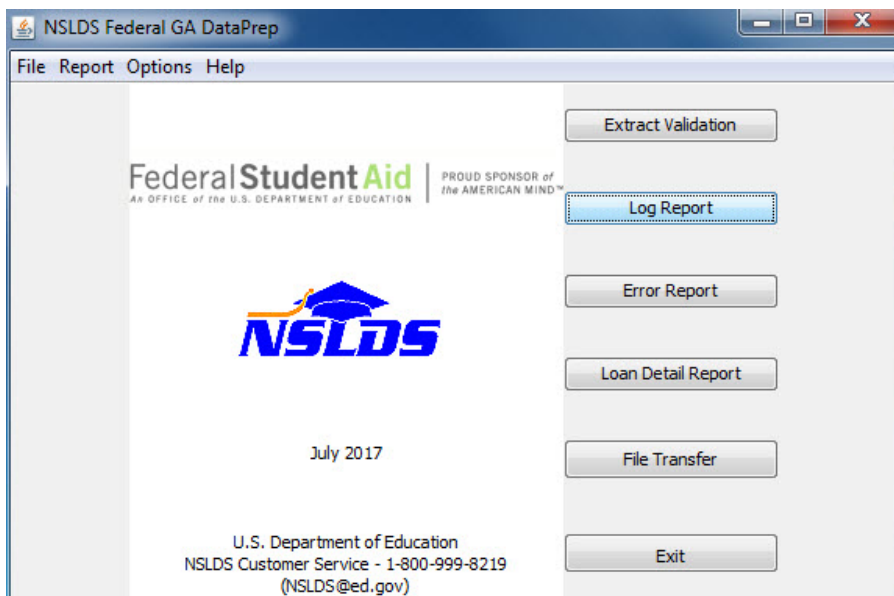 NSLDS Federal GA DataPrep
File Report Options Help
Extract Validation
Federal Student Aid
An OFFICE of the U.S. DEPARTMENT of EDUCATION
PROUD SPONSOR of
the AMERICAN MIND™
Log Report
Error Report
NSLDS
Loan Detail Report
July 2017
File Transfer
U.S. Department of Education
NSLDS Customer Service - 1-800-999-8219
(NSLDS@ed.gov)
Exit